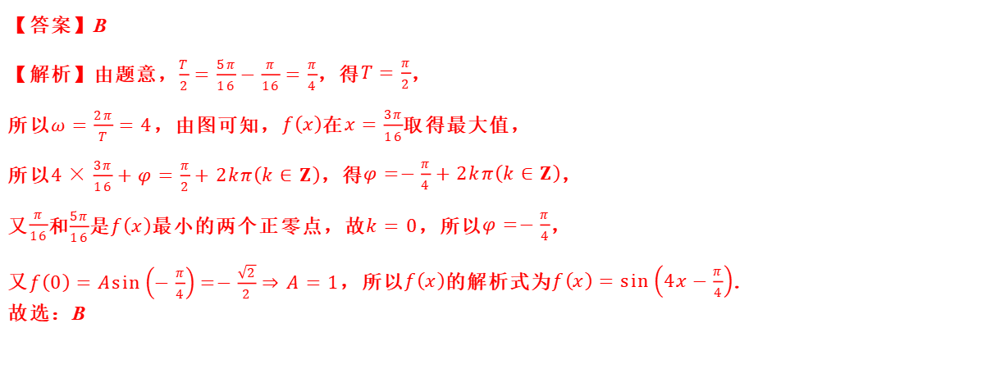 【答案】B
【解析】由题意，$\frac{T}{2}=\frac{5\pi}{16}-\frac{\pi}{16}=\frac{\pi}{4}$，得$T=\frac{\pi}{2}$，
所以$\omega=\frac{2\pi}{T}=4$，由图可知，$f(x)$在$x=\frac{3\pi}{16}$取得最大值，
所以$4\times\frac{3\pi}{16}+\varphi=\frac{\pi}{2}+2k\pi(k\in\mathbf{Z})$，得$\varphi=-\frac{\pi}{4}+2k\pi(k\in\mathbf{Z})$，
又$\frac{\pi}{16}$和$\frac{5\pi}{16}$是$f(x)$最小的两个正零点，故$k=0$，所以$\varphi=-\frac{\pi}{4}$，
又$f(0)=A\sin\left(-\frac{\pi}{4}\right)=-\frac{\sqrt{2}}{2}\Rightarrow A=1$，所以$f(x)$的解析式为$f(x)=\sin\left(4x-\frac{\pi}{4}\right)$.
故选：B